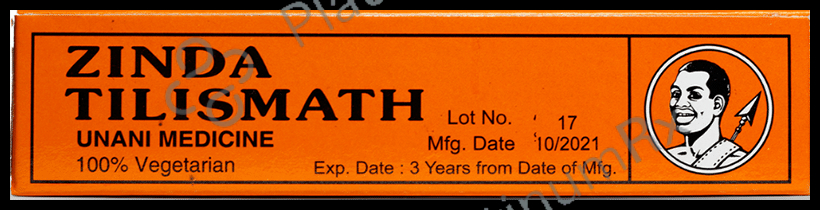 ZINDA
TILISMATH
UNANI MEDICINE
100% Vegetarian
Lot No. 17
Mfg. Date 10/2021
Exp. Date : 3 Years from Date of Mfg.